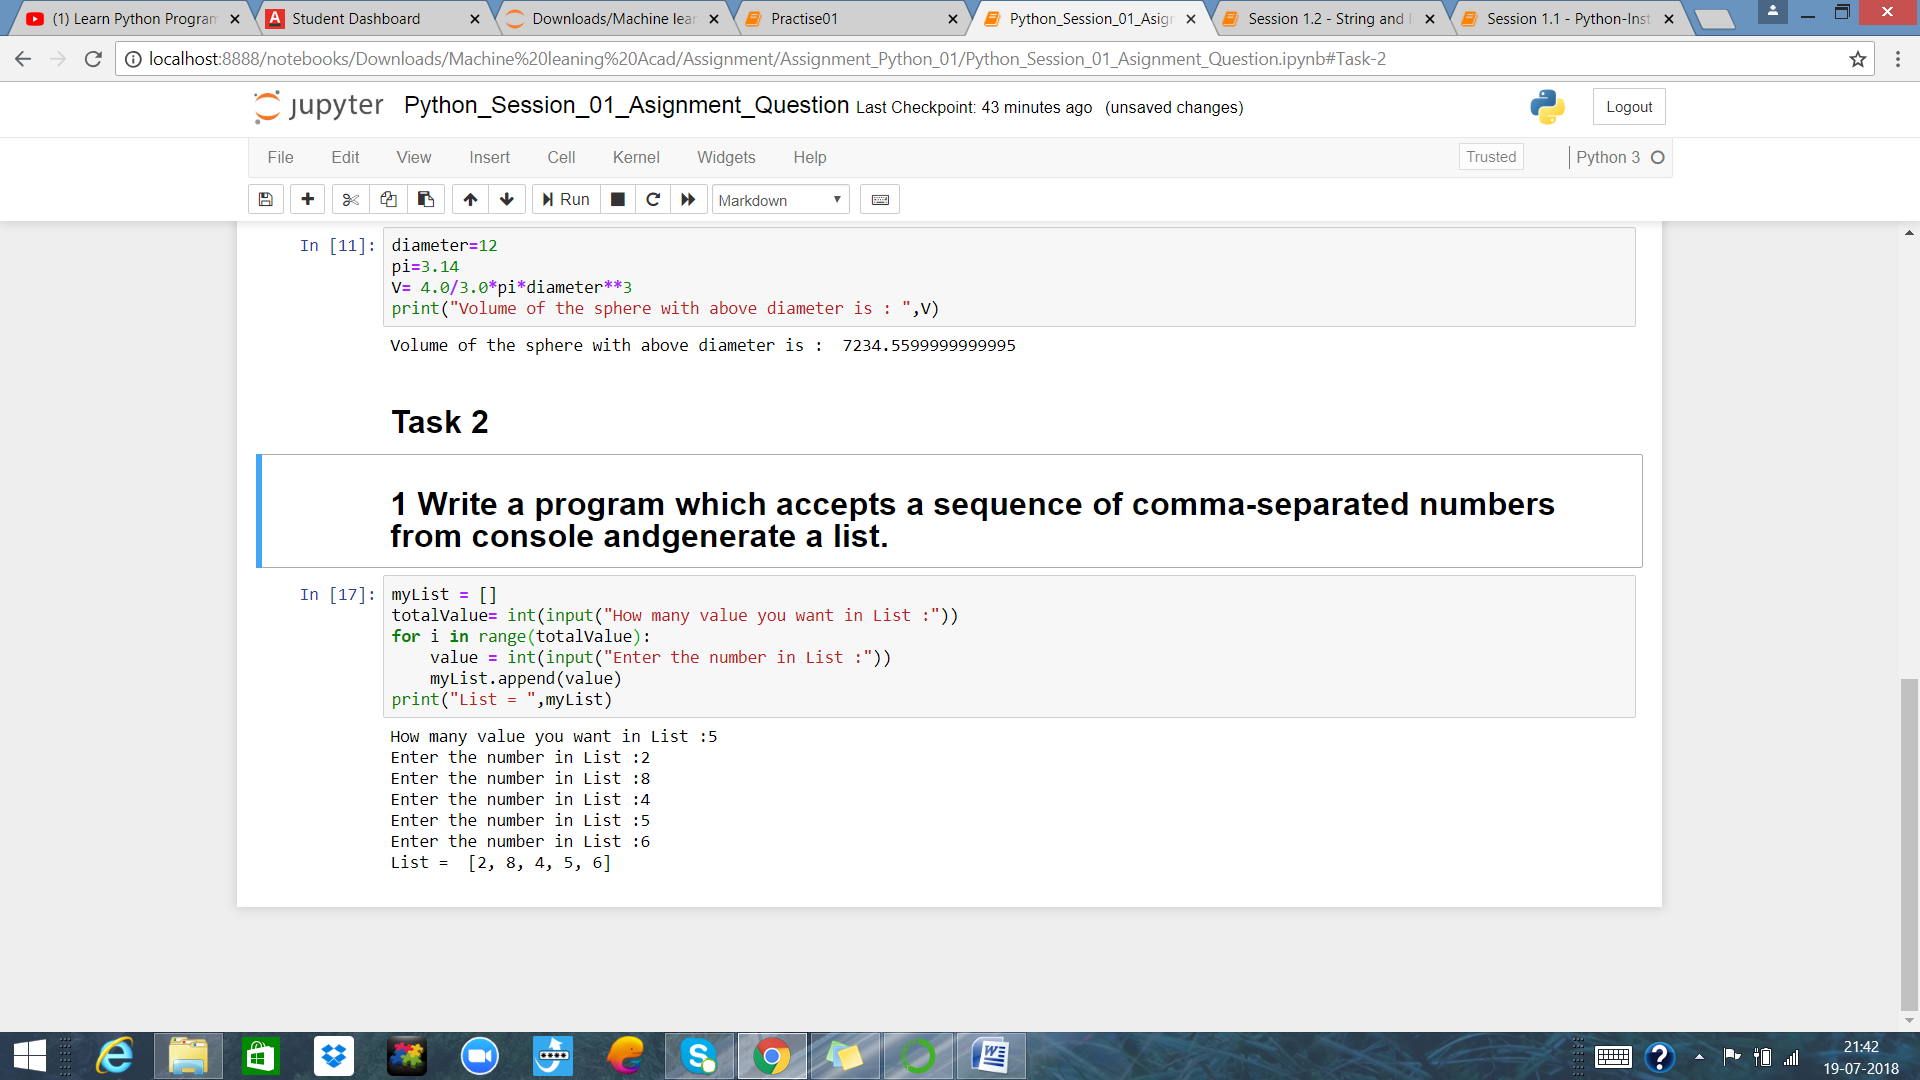 (1) Learn Python Program
Student Dashboard
Downloads/Machine lear
Practise01
Python_Session_01_Asign
Session 1.2 - String and
Session 1.1 - Python-Inst
localhost:8888/notebooks/Downloads/Machine%20leaning%20Acad/Assignment/Assignment_Python_01/Python_Session_01_Asignment_Question.ipynb#Task-2
jupyter Python_Session_01_Asignment_Question Last Checkpoint: 43 minutes ago (unsaved changes)
Logout
File Edit View Insert Cell Kernel Widgets Help
Trusted
Python 3
Run
Markdown
In [11]:
diameter=12
pi=3.14
V= 4.0/3.0*pi*diameter**3
print("Volume of the sphere with above diameter is : ",V)
Volume of the sphere with above diameter is :  7234.5599999999995
Task 2
1 Write a program which accepts a sequence of comma-separated numbers
from console andgenerate a list.
In [17]:
myList = []
totalValue= int(input("How many value you want in List :"))
for i in range(totalValue):
    value = int(input("Enter the number in List :"))
    myList.append(value)
print("List = ",myList)
How many value you want in List :5
Enter the number in List :2
Enter the number in List :8
Enter the number in List :4
Enter the number in List :5
Enter the number in List :6
List =  [2, 8, 4, 5, 6]
21:42
19-07-2018